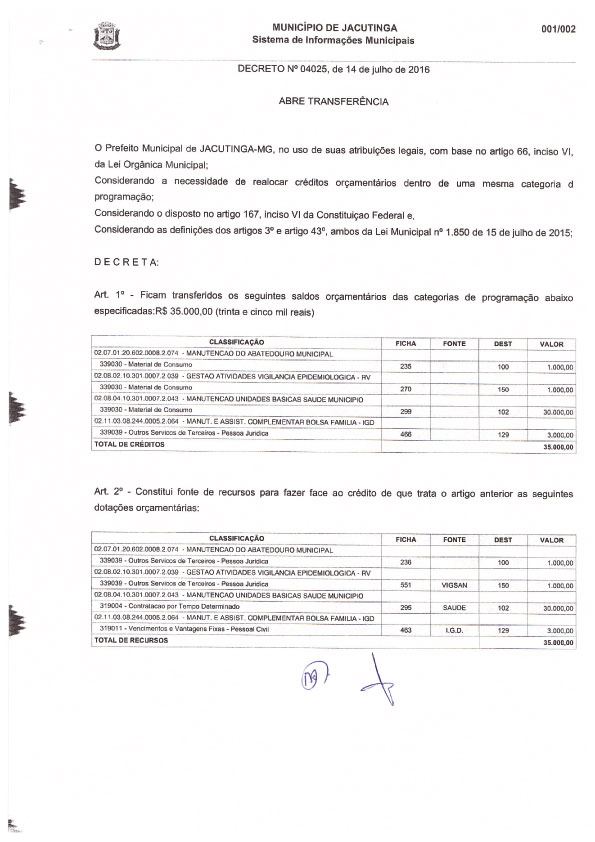 MUNICÍPIO DE JACUTINGA
001/002
Sistema de Informações Municipais
DECRETO Nº 04025, de 14 de julho de 2016
ABRE TRANSFERÊNCIA
O Prefeito Municipal de JACUTINGA-MG, no uso de suas atribuições legais, com base no artigo 66, inciso VI,
da Lei Orgânica Municipal;
Considerando a necessidade de realocar créditos orçamentários dentro de uma mesma categoria d
programação;
Considerando o disposto no artigo 167, inciso VI da Constituiçao Federal e,
Considerando as definições dos artigos 3º e artigo 43º, ambos da Lei Municipal nº 1.850 de 15 de julho de 2015;
D E C R E T A:
Art. 1º - Ficam transferidos os seguintes saldos orçamentários das categorias de programação abaixo
especificadas:R$ 35.000,00 (trinta e cinco mil reais)
CLASSIFICAÇÃO FICHA FONTE DEST VALOR
02.07.01.20.602.0008.2.074 - MANUTENCAO DO ABATEDOURO MUNICIPAL
339030 - Material de Consumo 235 100 1.000,00
02.08.02.10.301.0007.2.039 - GESTAO ATIVIDADES VIGILANCIA EPIDEMIOLOGICA - RV
339030 - Material de Consumo 270 150 1.000,00
02.08.04.10.301.0007.2.043 - MANUTENCAO UNIDADES BASICAS SAUDE MUNICIPIO
339030 - Material de Consumo 299 102 30.000,00
02.11.03.08.244.0005.2.064 - MANUT. E ASSIST. COMPLEMENTAR BOLSA FAMILIA - IGD
339039 - Outros Servicos de Terceiros - Pessoa Juridica 466 129 3.000,00
TOTAL DE CRÉDITOS 35.000,00
Art. 2º - Constitui fonte de recursos para fazer face ao crédito de que trata o artigo anterior as seguintes
dotações orçamentárias:
CLASSIFICAÇÃO FICHA FONTE DEST VALOR
02.07.01.20.602.0008.2.074 - MANUTENCAO DO ABATEDOURO MUNICIPAL
339039 - Outros Servicos de Terceiros - Pessoa Juridica 236 100 1.000,00
02.08.02.10.301.0007.2.039 - GESTAO ATIVIDADES VIGILANCIA EPIDEMIOLOGICA - RV
339039 - Outros Servicos de Terceiros - Pessoa Juridica 551 VIGSAN 150 1.000,00
02.08.04.10.301.0007.2.043 - MANUTENCAO UNIDADES BASICAS SAUDE MUNICIPIO
319004 - Contratacao por Tempo Determinado 295 SAUDE 102 30.000,00
02.11.03.08.244.0005.2.064 - MANUT. E ASSIST. COMPLEMENTAR BOLSA FAMILIA - IGD
319011 - Vencimentos e Vantagens Fixas - Pessoal Civil 463 I.G.D. 129 3.000,00
TOTAL DE RECURSOS 35.000,00